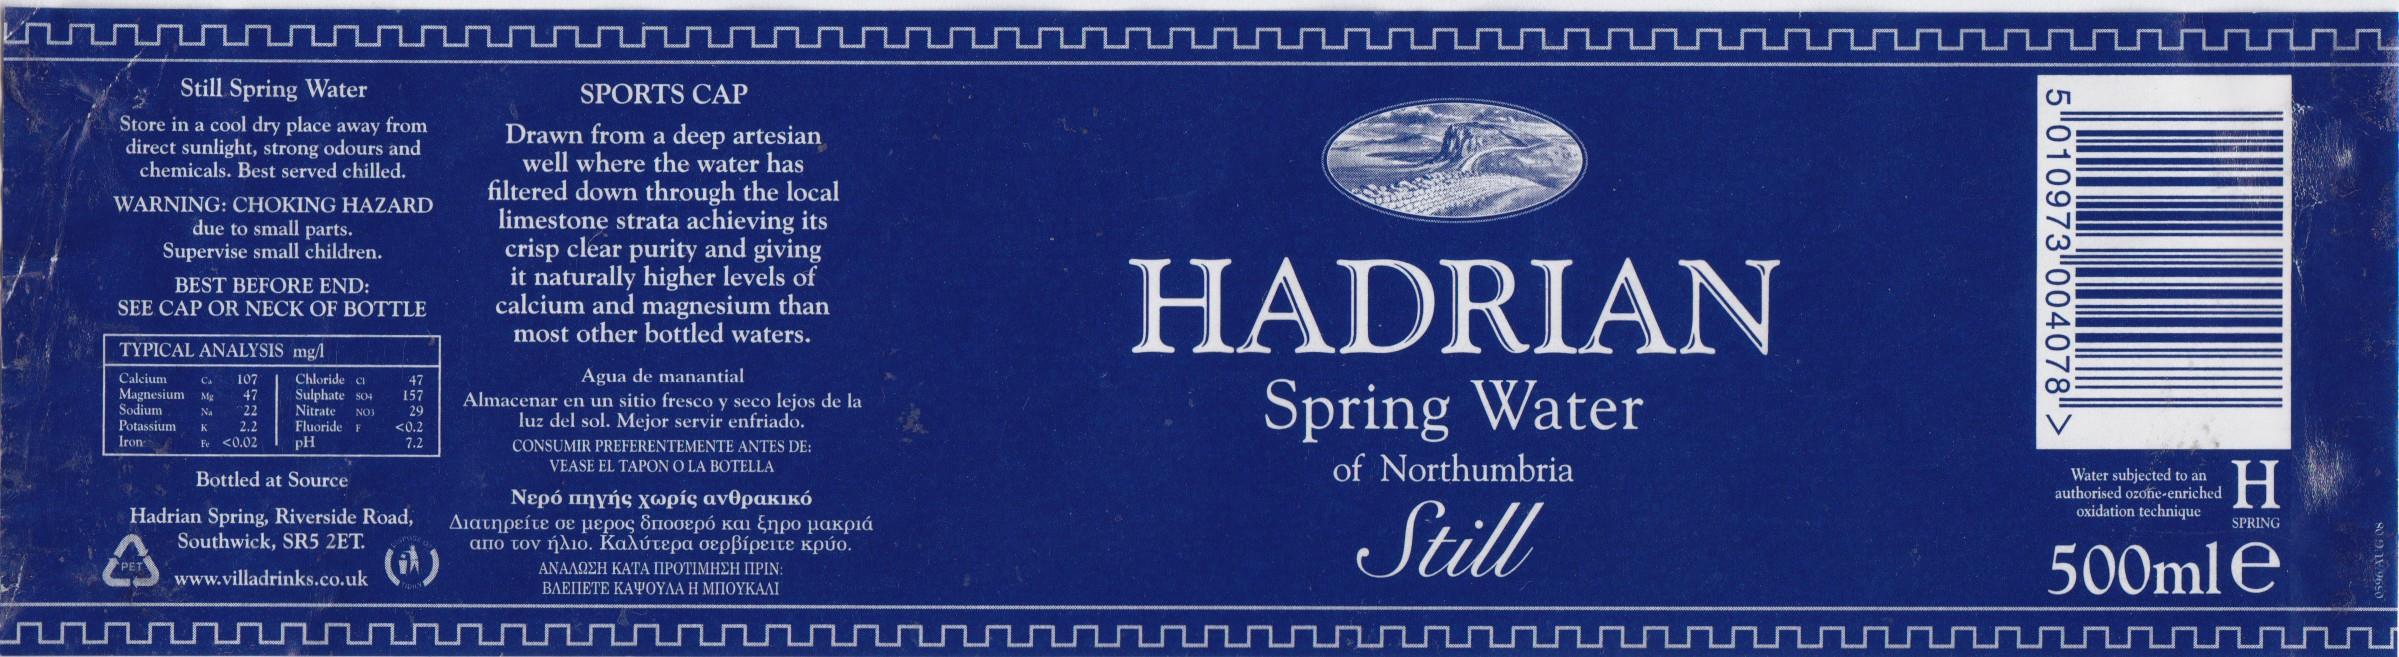 Still Spring Water
Store in a cool dry place away from
direct sunlight, strong odours and
chemicals. Best served chilled.
WARNING: CHOKING HAZARD
due to small parts.
Supervise small children.
BEST BEFORE END:
SEE CAP OR NECK OF BOTTLE
TYPICAL ANALYSIS mg/l
Calcium Ca 107 Chloride Cl 47
Magnesium Mg 47 Sulphate SO4 157
Sodium Na 22 Nitrate NO3 29
Potassium K 2.2 Fluoride F <0.2
Iron Fe <0.02 pH 7.2
Bottled at Source
Hadrian Spring, Riverside Road,
Southwick, SR5 2ET.
PET
www.villadrinks.co.uk
SPORTS CAP
Drawn from a deep artesian
well where the water has
filtered down through the local
limestone strata achieving its
crisp clear purity and giving
it naturally higher levels of
calcium and magnesium than
most other bottled waters.
Agua de manantial
Almacenar en un sitio fresco y seco lejos de la
luz del sol. Mejor servir enfriado.
CONSUMIR PREFERENTEMENTE ANTES DE:
VEASE EL TAPON O LA BOTELLA
Νερό πηγής χωρίς ανθρακικό
Διατηρείτε σε μερος δποσερό και ξηρο μακριά
απο τον ήλιο. Καλύτερα σερβίρειτε κρύο.
ΑΝΑΛΩΣΗ ΚΑΤΑ ΠΡΟΤΙΜΗΣΗ ΠΡΙΝ:
ΒΛΕΠΕΤΕ ΚΑΨΟΥΛΑ Η ΜΠΟΥΚΑΛΙ
HADRIAN
Spring Water
of Northumbria
Still
5 010973 004078 >
Water subjected to an
authorised ozone-enriched
oxidation technique
H
SPRING
500ml e